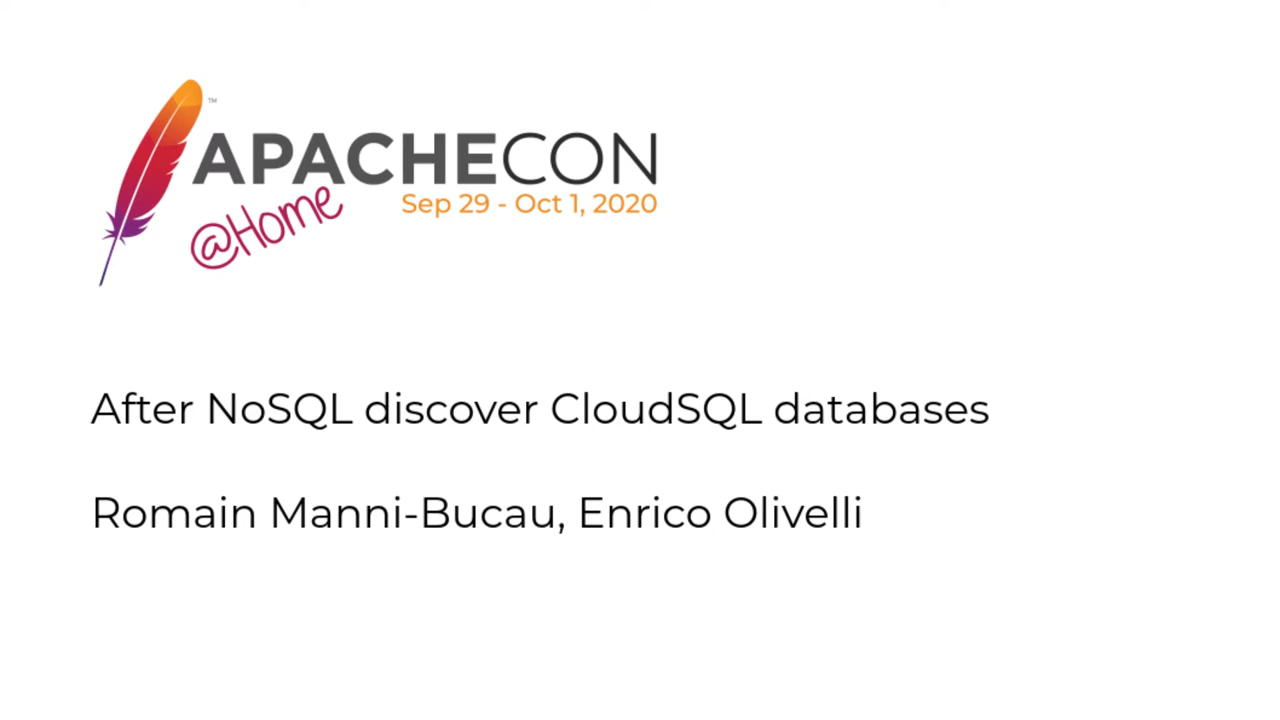 ™
APACHECON
@Home
Sep 29 - Oct 1, 2020
After NoSQL discover CloudSQL databases
Romain Manni-Bucau, Enrico Olivelli